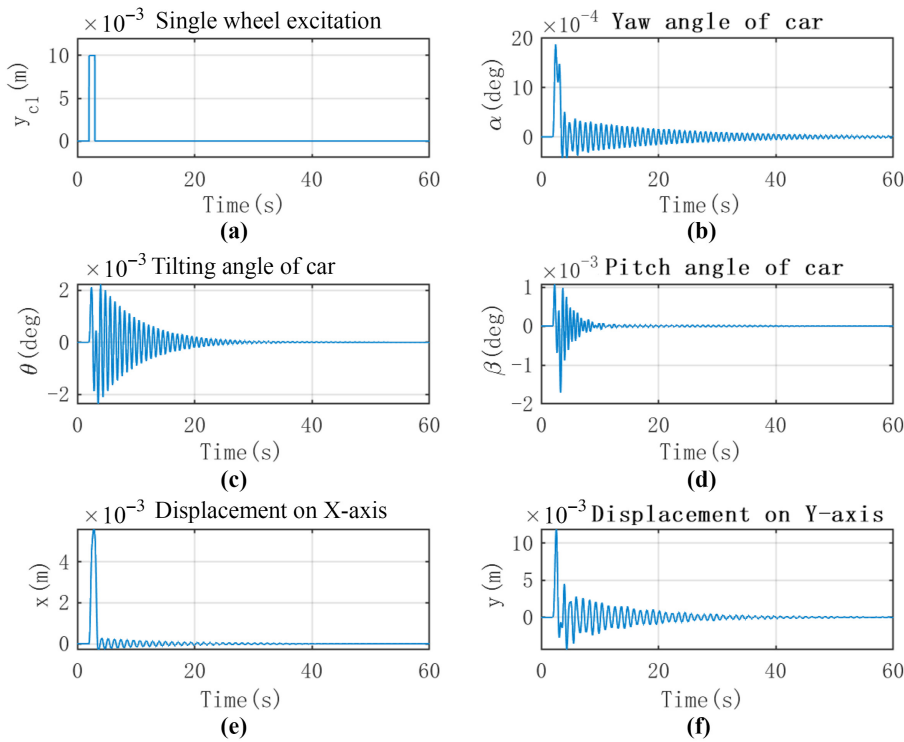 ×10⁻³ Single wheel excitation
10
5
0
y_c1 (m)
0 20 40 60
Time(s)
(a)
×10⁻⁴ Yaw angle of car
20
10
0
α(deg)
0 20 40 60
Time(s)
(b)
×10⁻³ Tilting angle of car
2
0
-2
θ(deg)
0 20 40 60
Time(s)
(c)
×10⁻³ Pitch angle of car
1
0
-1
-2
β(deg)
0 20 40 60
Time(s)
(d)
×10⁻³ Displacement on X-axis
4
2
0
x(m)
0 20 40 60
Time(s)
(e)
×10⁻³ Displacement on Y-axis
10
5
0
y(m)
0 20 40 60
Time(s)
(f)